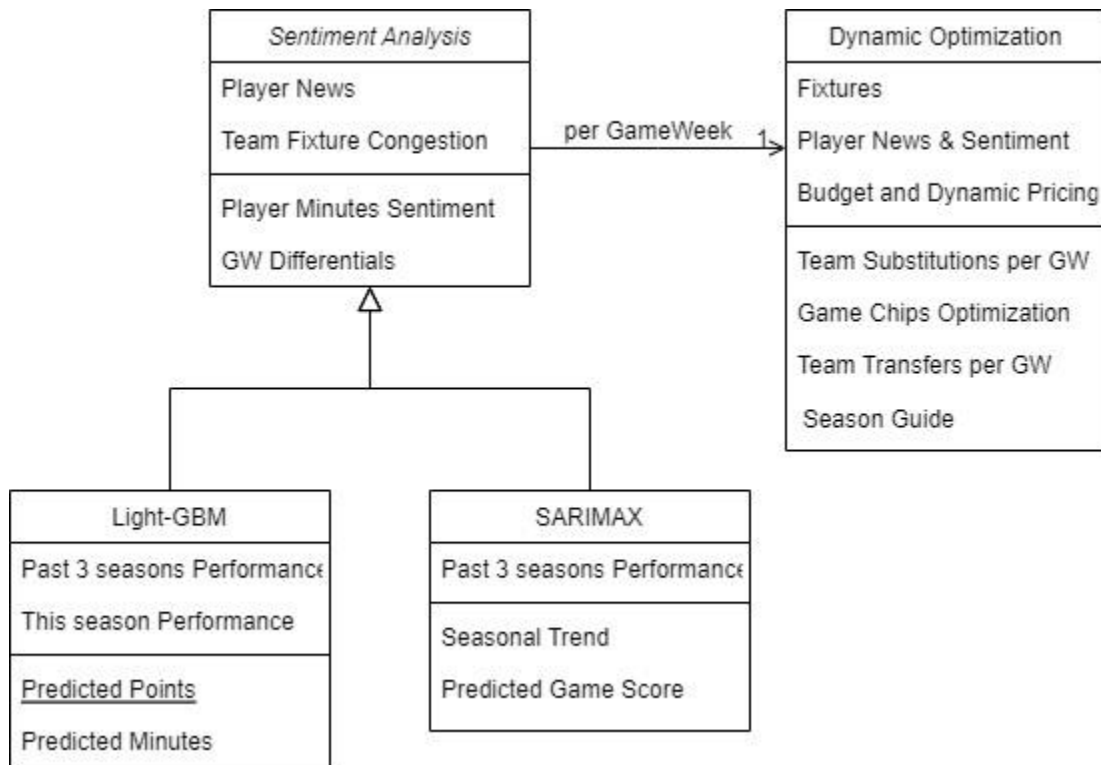 Sentiment Analysis
Player News
Team Fixture Congestion
Player Minutes Sentiment
GW Differentials
per GameWeek
1
Dynamic Optimization
Fixtures
Player News & Sentiment
Budget and Dynamic Pricing
Team Substitutions per GW
Game Chips Optimization
Team Transfers per GW
Season Guide
Light-GBM
Past 3 seasons Performance
This season Performance
Predicted Points
Predicted Minutes
SARIMAX
Past 3 seasons Performance
Seasonal Trend
Predicted Game Score